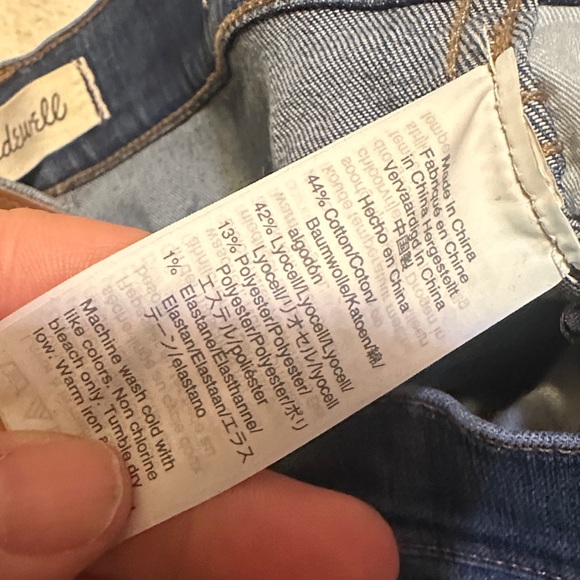 Made in China
Fabriqué en Chine
in China Hergestellt
Vervaardigd in China
中国製
Hecho en China
44% Cotton/Coton/
Baumwolle/Katoen/綿/
algodón
42% Lyocell/Lyocell/
Lyocell/リオセル/lyocell
13% Polyester/Polyester/
Polyester/Polyester/ポリ
エステル/poliéster
1% Elastane/Elasthanne/
Elastan/Elastaan/エラス
テーン/elastano
Machine wash cold with
like colors. Non chlorine
bleach only. Tumble dry
low. Warm iron